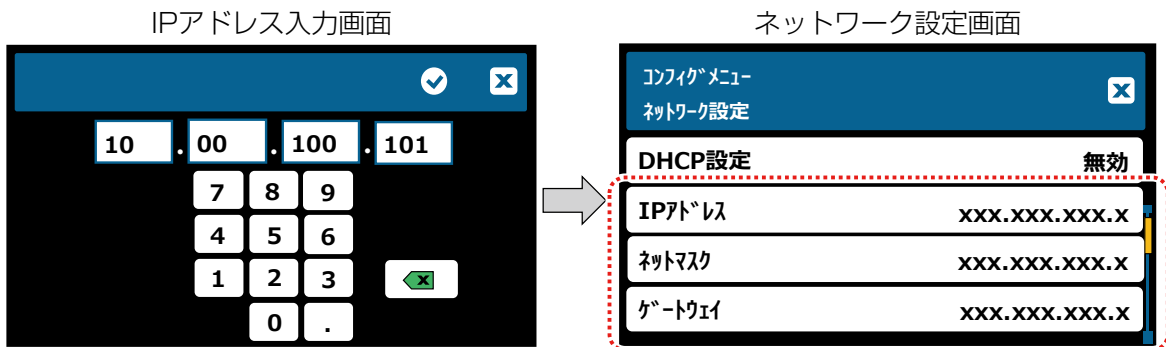 IPアドレス入力画面
10 . 00 . 100 . 101
7 8 9
4 5 6
1 2 3
0 .
ネットワーク設定画面
ｺﾝﾌｨｸﾞﾒﾆｭｰ
ﾈｯﾄﾜｰｸ設定
DHCP設定 無効
IPｱﾄﾞﾚｽ xxx.xxx.xxx.x
ﾈｯﾄﾏｽｸ xxx.xxx.xxx.x
ｹﾞｰﾄｳｪｲ xxx.xxx.xxx.x